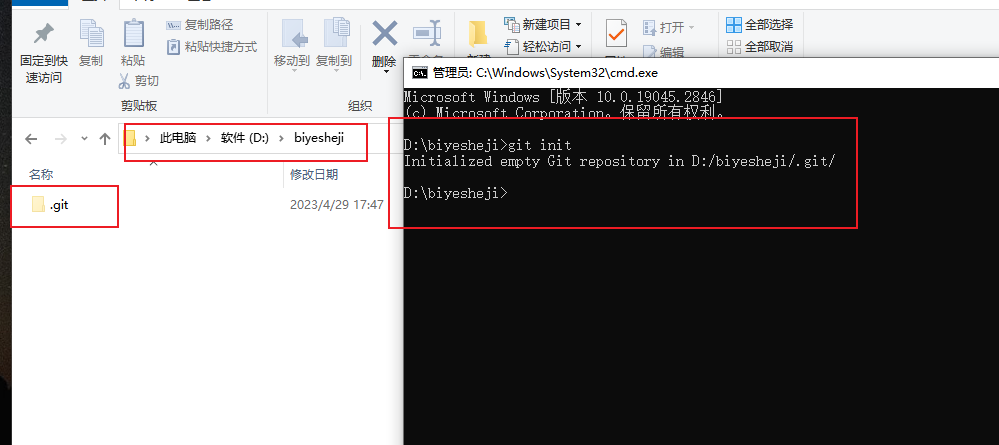 复制路径
粘贴快捷方式
固定到快
速访问
复制
粘贴
剪切
剪贴板
移动到
复制到
删除
组织
新建项目
轻松访问
打开
编辑
全部选择
全部取消
此电脑
软件 (D:)
biyesheji
名称
修改日期
.git
2023/4/29 17:47
管理员: C:\Windows\System32\cmd.exe
Microsoft Windows [版本 10.0.19045.2846]
(c) Microsoft Corporation。保留所有权利。
D:\biyesheji>git init
Initialized empty Git repository in D:/biyesheji/.git/
D:\biyesheji>